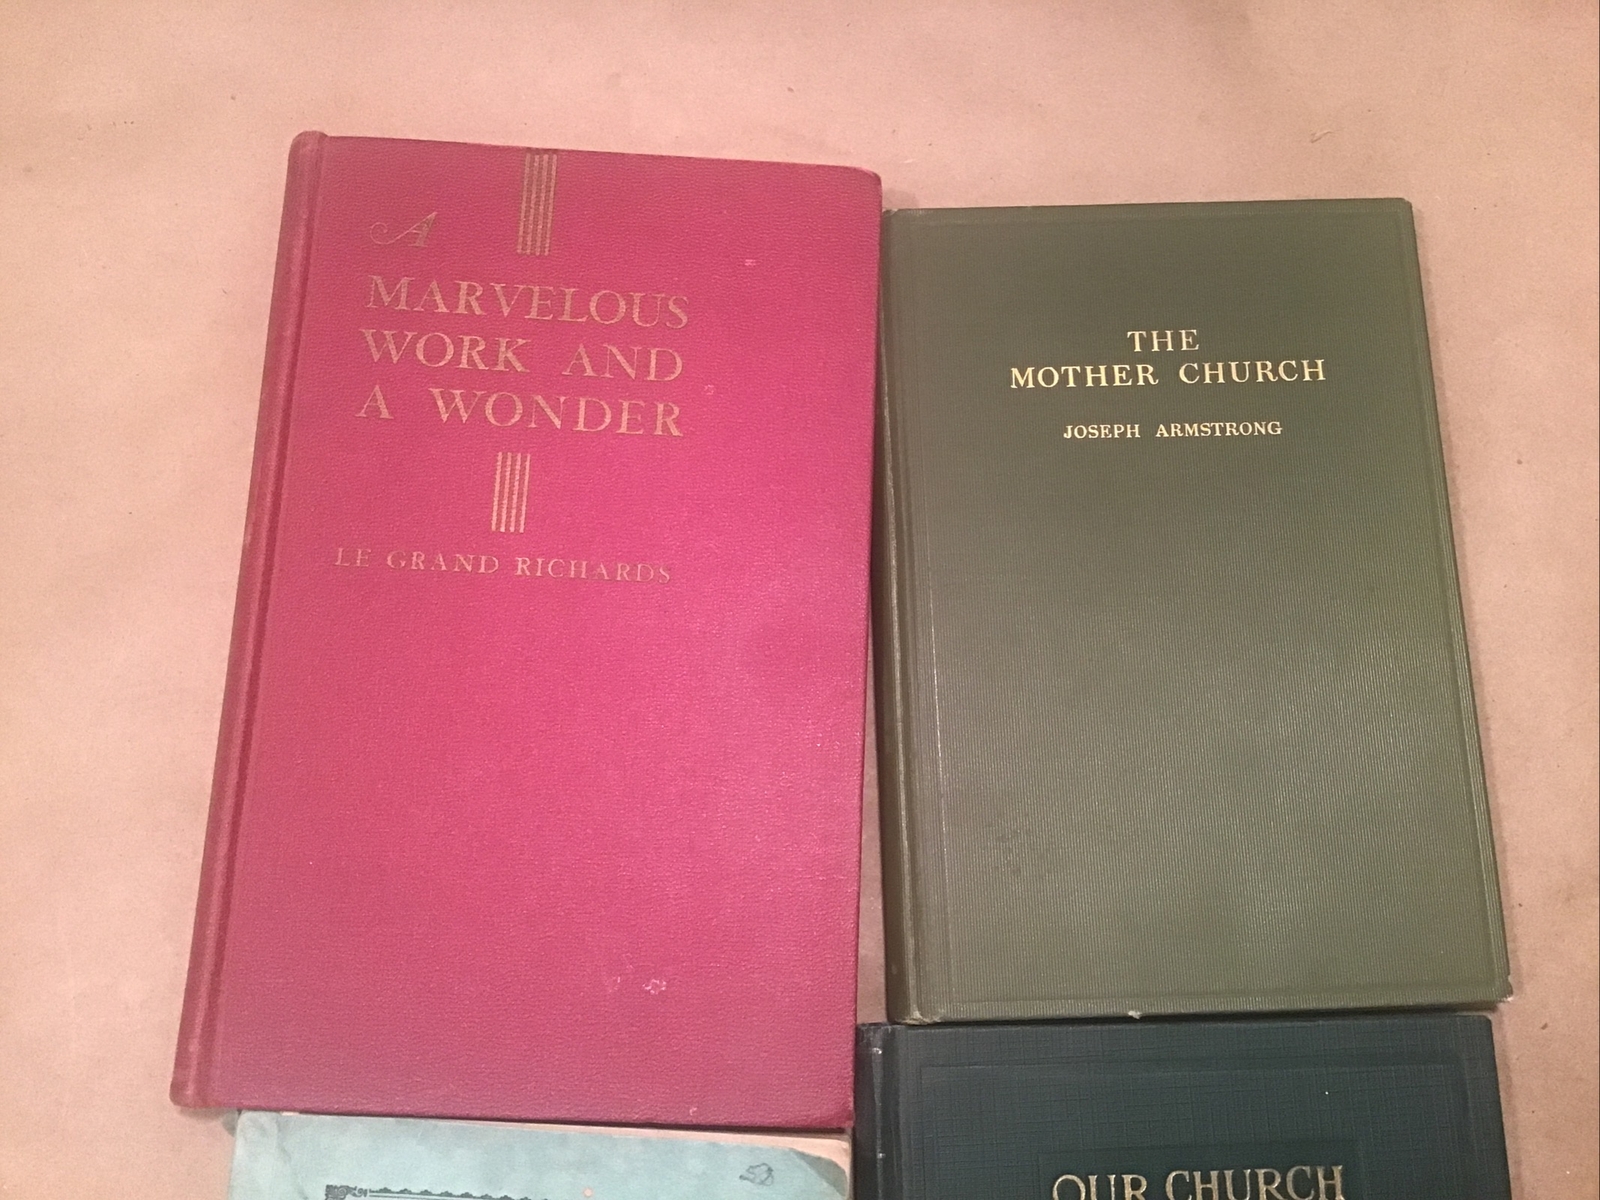 A
MARVELOUS
WORK AND
A WONDER
LE GRAND RICHARDS
THE
MOTHER CHURCH
JOSEPH ARMSTRONG
OUR CHURCH